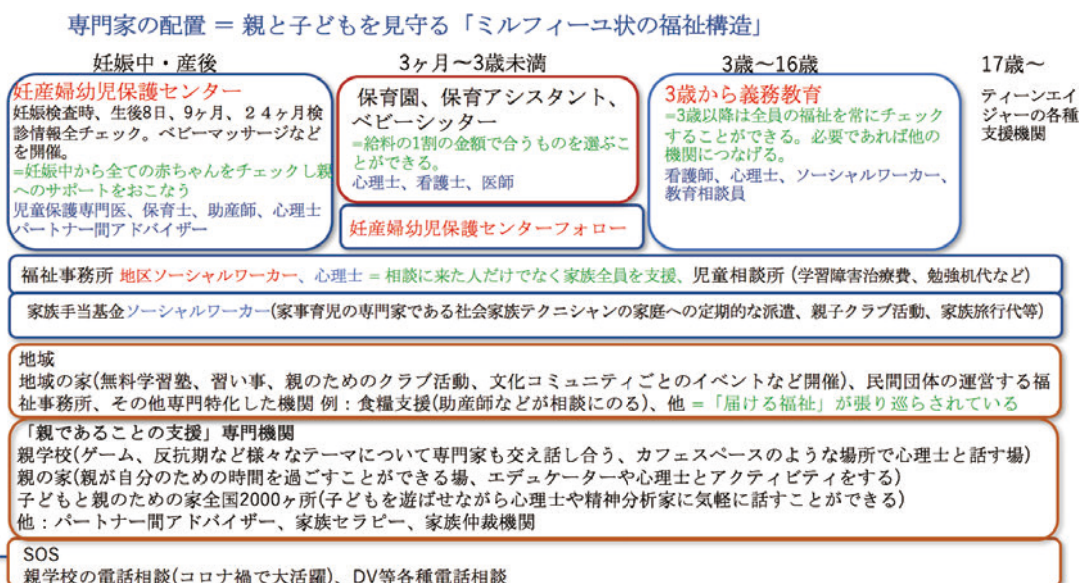 専門家の配置 ＝ 親と子どもを見守る「ミルフィーユ状の福祉構造」
妊娠中・産後
3ヶ月〜3歳未満
3歳〜16歳
17歳〜
妊産婦幼児保護センター
妊娠検査時、生後8日、9ヶ月、２４ヶ月検
診情報全チェック。ベビーマッサージなど
を開催。
=妊娠中から全ての赤ちゃんをチェックし親
へのサポートをおこなう
児童保護専門医、保育士、助産師、心理士
パートナー間アドバイザー
保育園、保育アシスタント、
ベビーシッター
=給料の1割の金額で合うものを選ぶこ
とができる。
心理士、看護士、医師
妊産婦幼児保護センターフォロー
3歳から義務教育
=3歳以降は全員の福祉を常にチェック
することができる。必要であれば他の
機関につなげる。
看護師、心理士、ソーシャルワーカー、
教育相談員
ティーンエイ
ジャーの各種
支援機関
福祉事務所 地区ソーシャルワーカー、心理士 = 相談に来た人だけでなく家族全員を支援、児童相談所 (学習障害治療費、勉強机代など)
家族手当基金ソーシャルワーカー(家事育児の専門家である社会家族テクニシャンの家庭への定期的な派遣、親子クラブ活動、家族旅行代等)
地域
地域の家(無料学習塾、習い事、親のためのクラブ活動、文化コミュニティごとのイベントなど開催)、民間団体の運営する福
祉事務所、その他専門特化した機関 例：食糧支援(助産師などが相談にのる)、他 =「届ける福祉」が張り巡らされている
「親であることの支援」専門機関
親学校(ゲーム、反抗期など様々なテーマについて専門家も交え話し合う、カフェスペースのような場所で心理士と話す場)
親の家(親が自分のための時間を過ごすことができる場、エデュケーターや心理士とアクティビティをする)
子どもと親のための家全国2000ヶ所(子どもを遊ばせながら心理士や精神分析家に気軽に話すことができる)
他：パートナー間アドバイザー、家族セラピー、家族仲裁機関
SOS
親学校の電話相談(コロナ禍で大活躍)、DV等各種電話相談